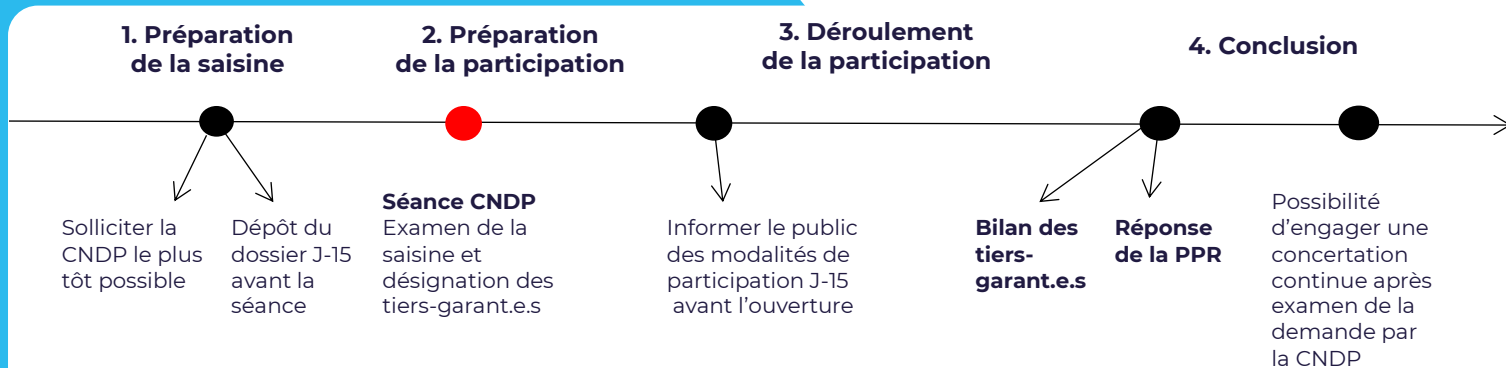 1. Préparation
de la saisine
2. Préparation
de la participation
3. Déroulement
de la participation
4. Conclusion
Solliciter la
CNDP le plus
tôt possible
Dépôt du
dossier J-15
avant la
séance
Séance CNDP
Examen de la
saisine et
désignation des
tiers-garant.e.s
Informer le public
des modalités de
participation J-15
avant l’ouverture
Bilan des
tiers-
garant.e.s
Réponse
de la PPR
Possibilité
d’engager une
concertation
continue après
examen de la
demande par
la CNDP